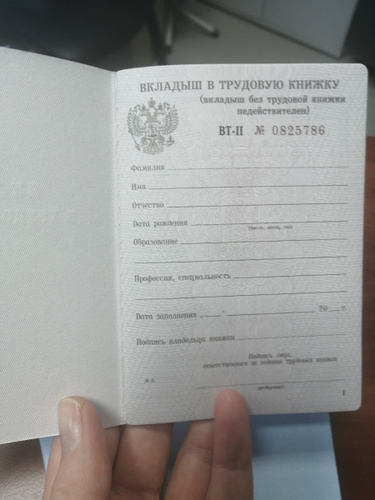 ВКЛАДЫШ В ТРУДОВУЮ КНИЖКУ
(вкладыш без трудовой книжки
недействителен)
ВТ-II № 0825786
Фамилия
Имя
Отчество
Дата рождения
(число, месяц, год)
Образование
Профессия, специальность
Дата заполнения 20 г.
Подпись владельца книжки
Подпись лица,
ответственного за ведение трудовых книжек
М.П.
(разборчиво)
1